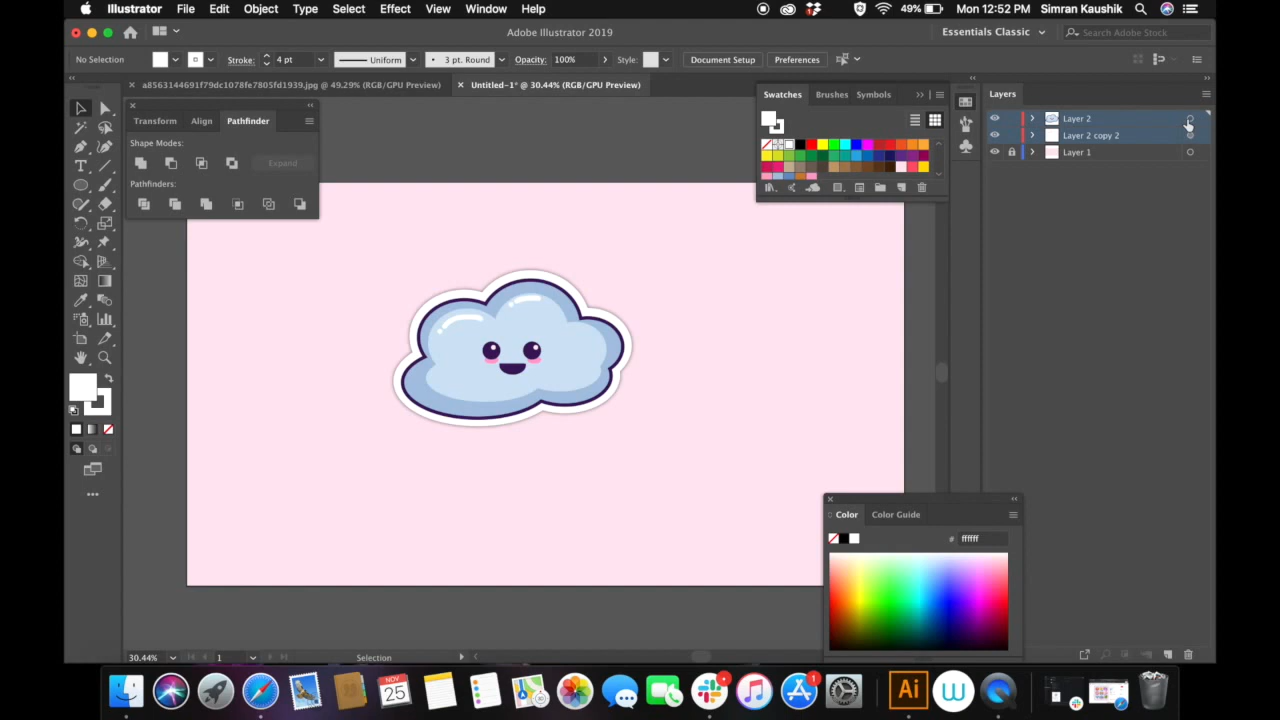 Illustrator File Edit Object Type Select Effect View Window Help 49% Mon 12:52 PM Simran Kaushik
Adobe Illustrator 2019 Essentials Classic Search Adobe Stock
No Selection Stroke: 4 pt Uniform 3 pt. Round Opacity: 100% Style: Document Setup Preferences
a8563144691f79dc1078fe7805fd1939.jpg @ 49.29% (RGB/GPU Preview) Untitled-1* @ 30.44% (RGB/GPU Preview)
Swatches Brushes Symbols Layers
Transform Align Pathfinder
Layer 2
Layer 2 copy 2
Layer 1
Shape Modes:
Expand
Pathfinders:
Color Color Guide
# ffffff
30.44% 1 Selection
NOV
25
1
Ai